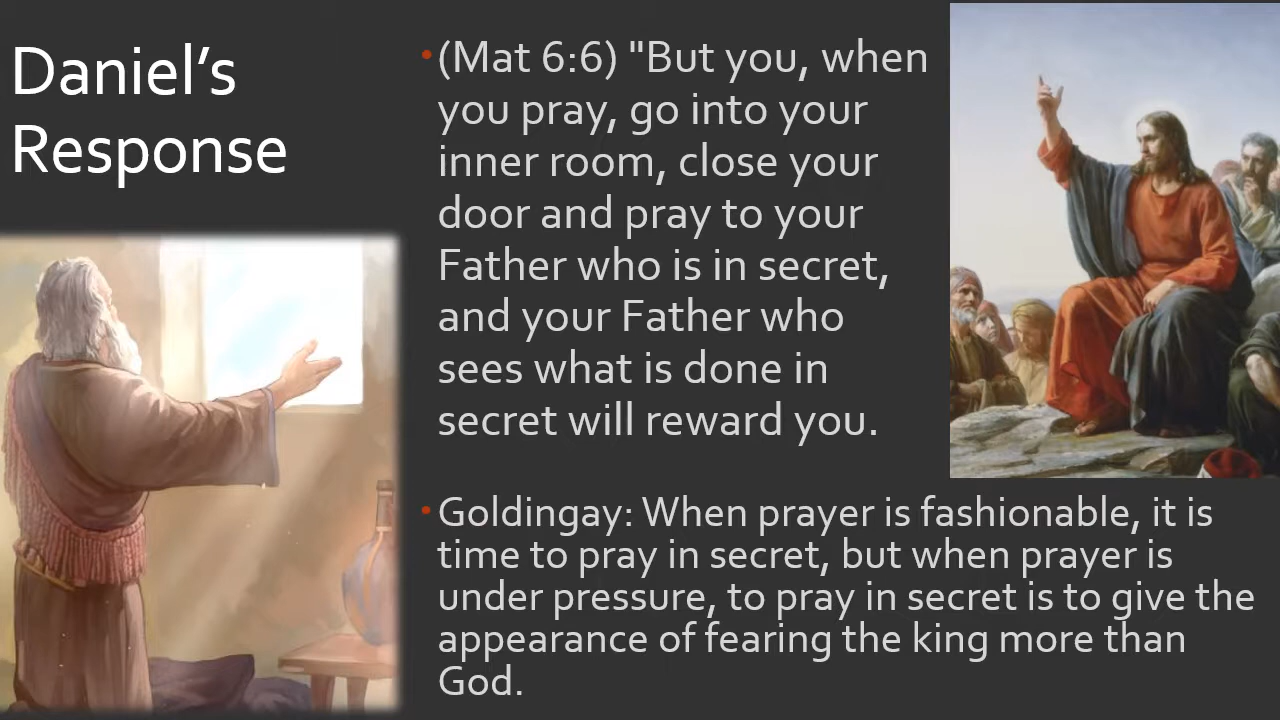 Daniel’s
Response
•(Mat 6:6) "But you, when
you pray, go into your
inner room, close your
door and pray to your
Father who is in secret,
and your Father who
sees what is done in
secret will reward you.
•Goldingay: When prayer is fashionable, it is
time to pray in secret, but when prayer is
under pressure, to pray in secret is to give the
appearance of fearing the king more than
God.